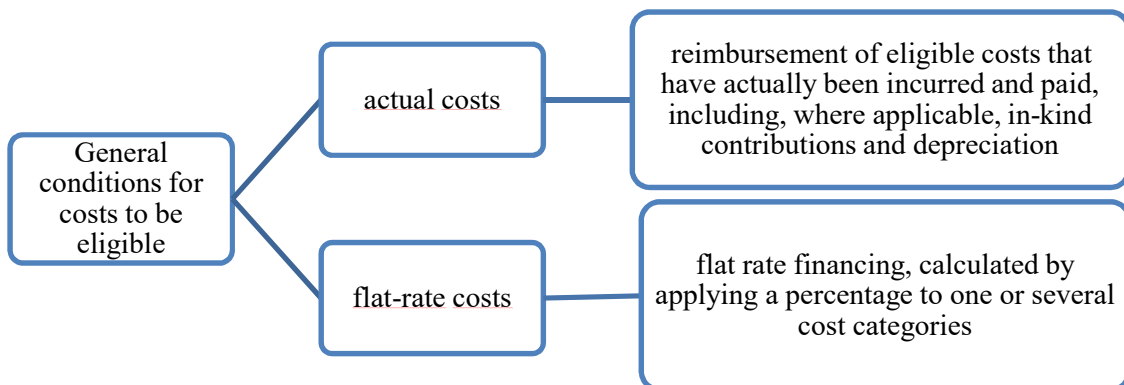 General
conditions for
costs to be
eligible
actual costs
reimbursement of eligible costs that
have actually been incurred and paid,
including, where applicable, in-kind
contributions and depreciation
flat-rate costs
flat rate financing, calculated by
applying a percentage to one or several
cost categories